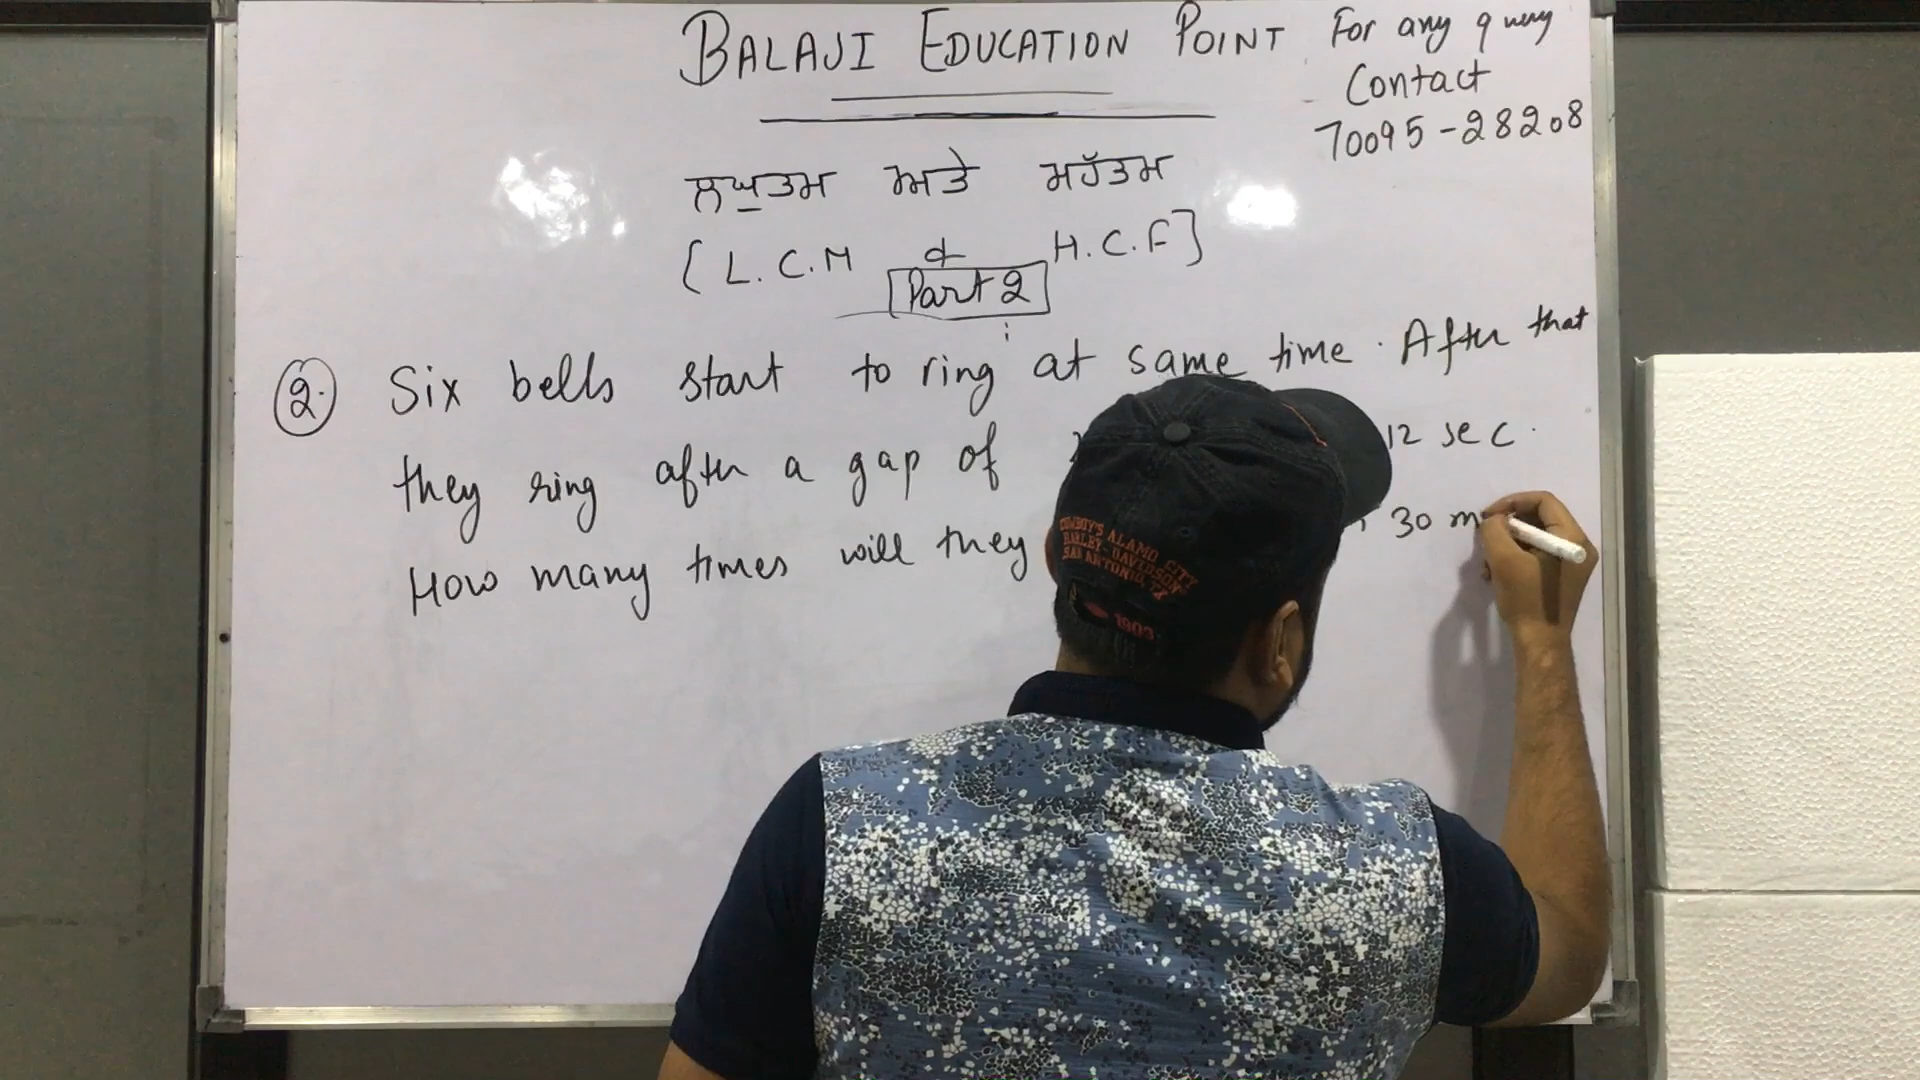 BALAJI EDUCATION POINT
For any query
Contact
70095-28208
ਲਘੁਤਮ ਅਤੇ ਮਹੱਤਮ
[L.C.M & H.C.F]
Part 2
2. Six bells start to ring at same time. After that
they ring after a gap of 12 sec.
How many times will they 30 m
COWBOY'S ALAMO CITY
HARLEY-DAVIDSON
SAN ANTONIO, TX
1903